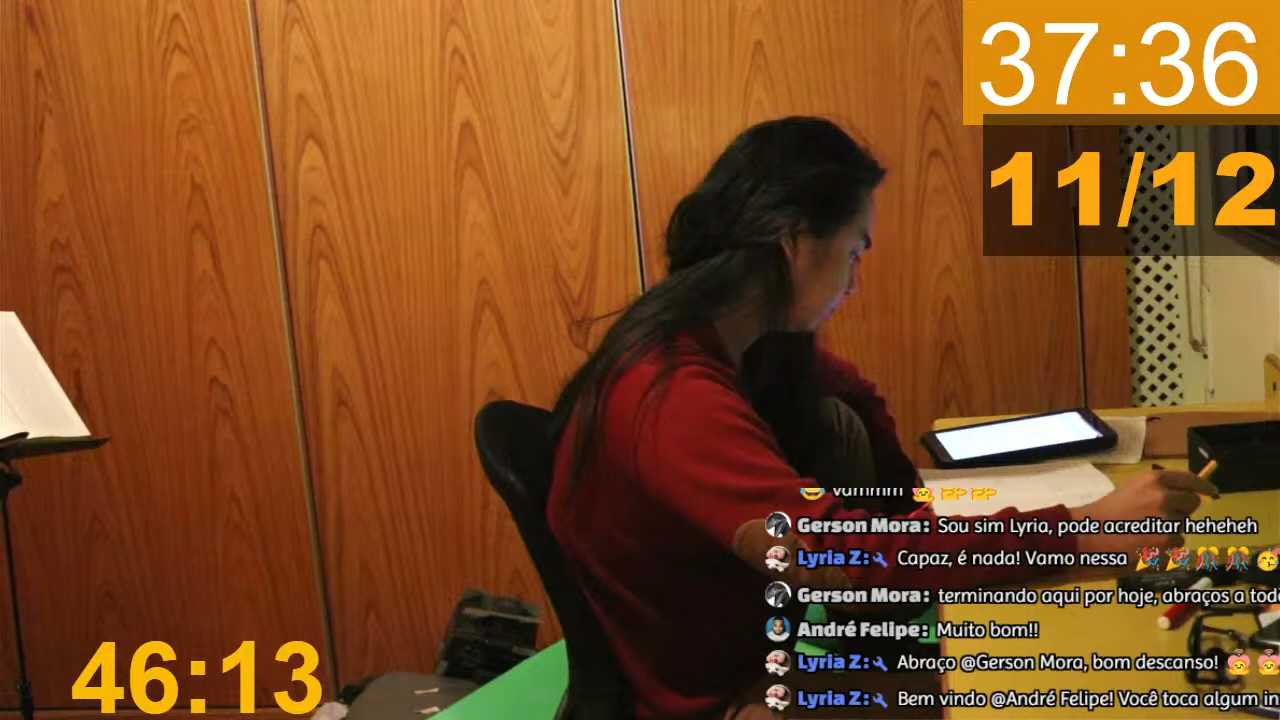 37:36
11/12
vammm
Gerson Mora: Sou sim Lyria, pode acreditar heheheh
Lyria Z: Capaz, é nada! Vamo nessa
Gerson Mora: terminando aqui por hoje, abraços a tod
André Felipe: Muito bom!!
Lyria Z: Abraço @Gerson Mora, bom descanso!
Lyria Z: Bem vindo @André Felipe! Você toca algum in
46:13